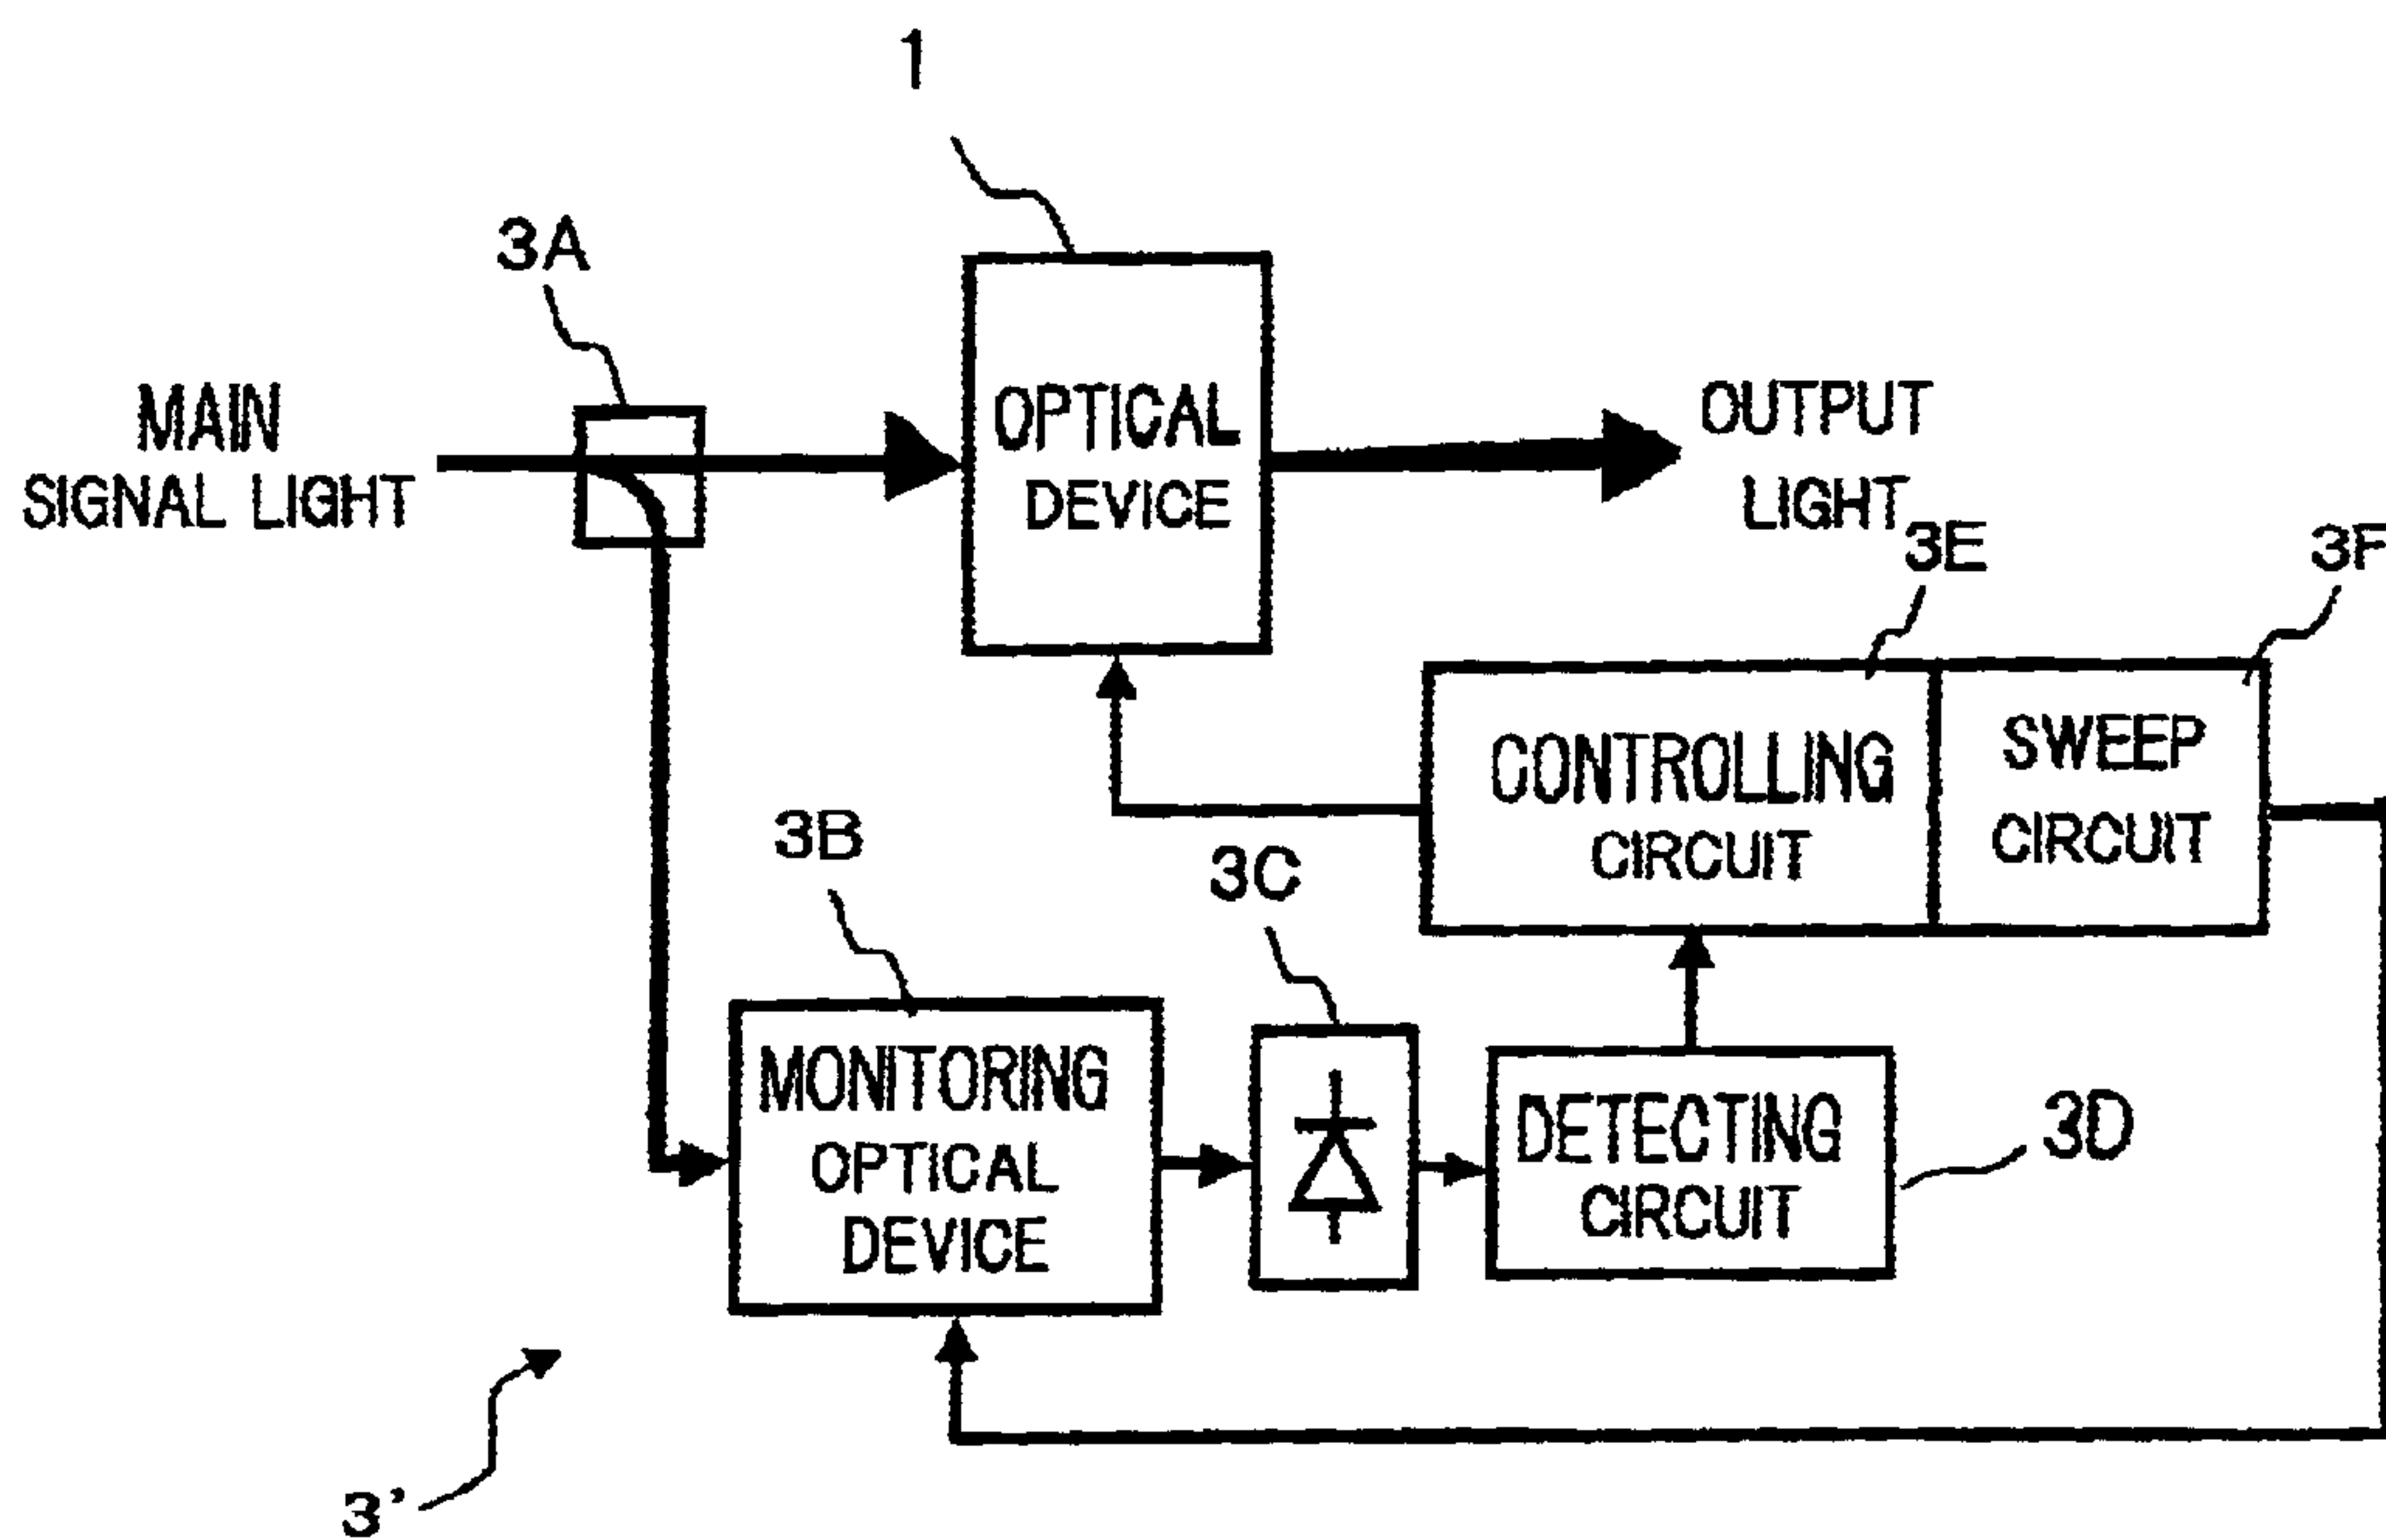 1
3A
MAIN
SIGNAL LIGHT
OPTICAL
DEVICE
OUTPUT
LIGHT
3E
3F
CONTROLLING
CIRCUIT
SWEEP
CIRCUIT
3B
3C
MONITORING
OPTICAL
DEVICE
DETECTING
CIRCUIT
3D
3'